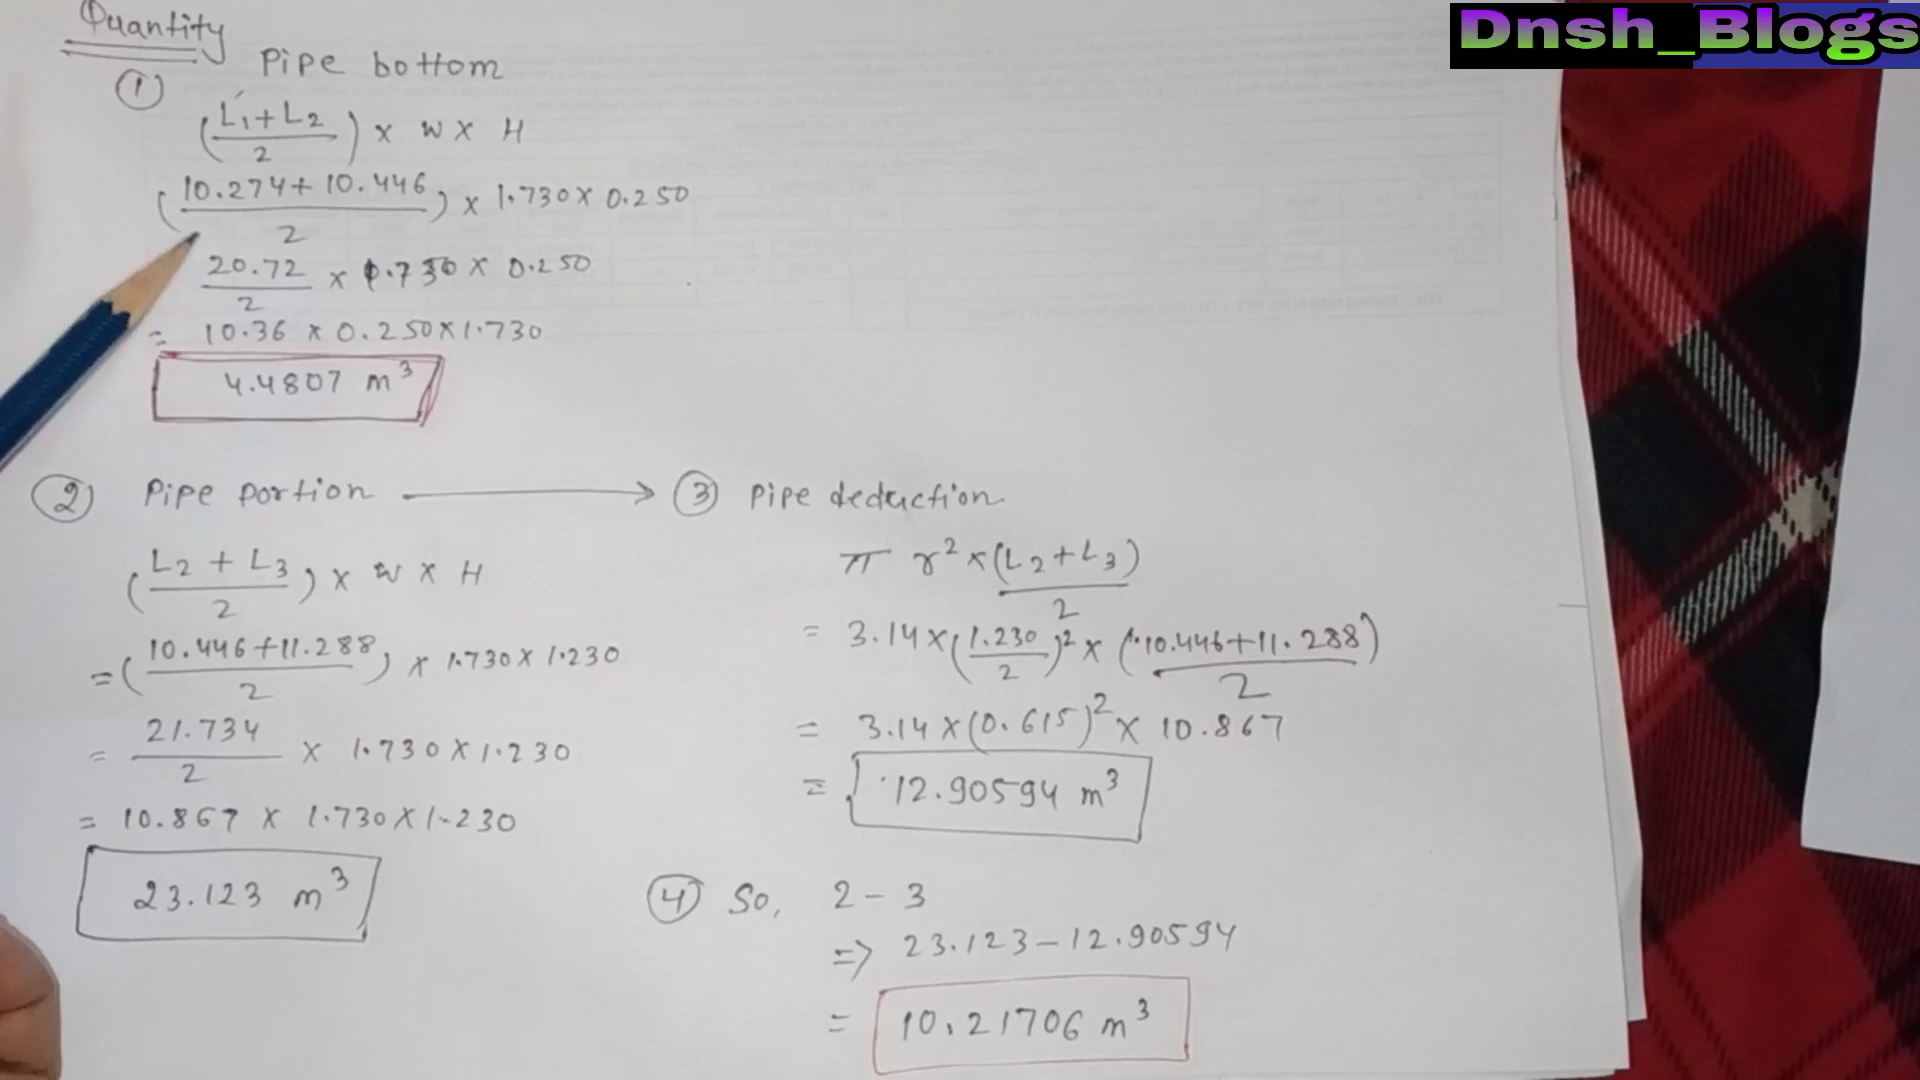 Dnsh_Blogs
Quantity
① Pipe bottom
(L₁+L₂/2) × W × H
(10.274+10.446/2) × 1.730 × 0.250
20.72/2 × 1.730 × 0.250
= 10.36 × 0.250 × 1.730
4.4807 m³
② Pipe portion → ③ Pipe deduction
(L₂ + L₃/2) × W × H
= (10.446+11.288/2) × 1.730 × 1.230
= 21.734/2 × 1.730 × 1.230
= 10.867 × 1.730 × 1.230
23.123 m³
π r² × (L₂+L₃)/2
= 3.14 × (1.230/2)² × (10.446+11.288/2)
= 3.14 × (0.615)² × 10.867
= 12.90594 m³
④ So, 2 - 3
=> 23.123 - 12.90594
= 10.21706 m³